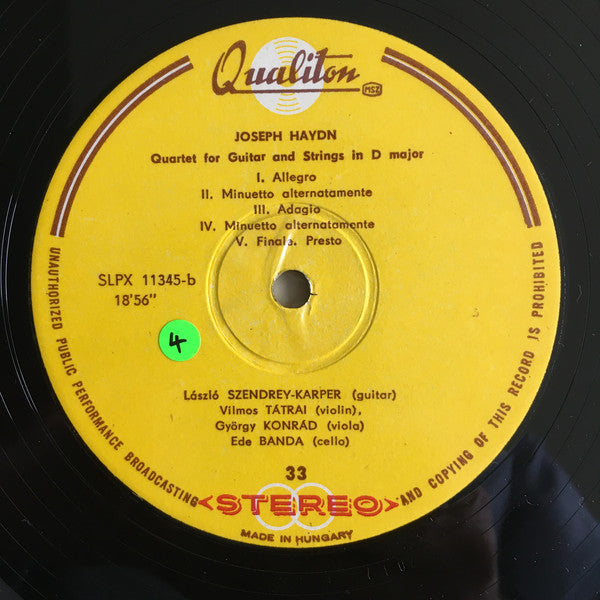 Qualiton
MSZ
JOSEPH HAYDN
Quartet for Guitar and Strings in D major
I. Allegro
II. Minuetto alternatamente
III. Adagio
IV. Minuetto alternatamente
V. Finale. Presto
SLPX 11345-b
18'56"
4
László SZENDREY-KARPER (guitar)
Vilmos TÁTRAI (violin),
György KONRÁD (viola)
Ede BANDA (cello)
33
STEREO
MADE IN HUNGARY
UNAUTHORIZED PUBLIC PERFORMANCE BROADCASTING AND COPYING OF THIS RECORD IS PROHIBITED